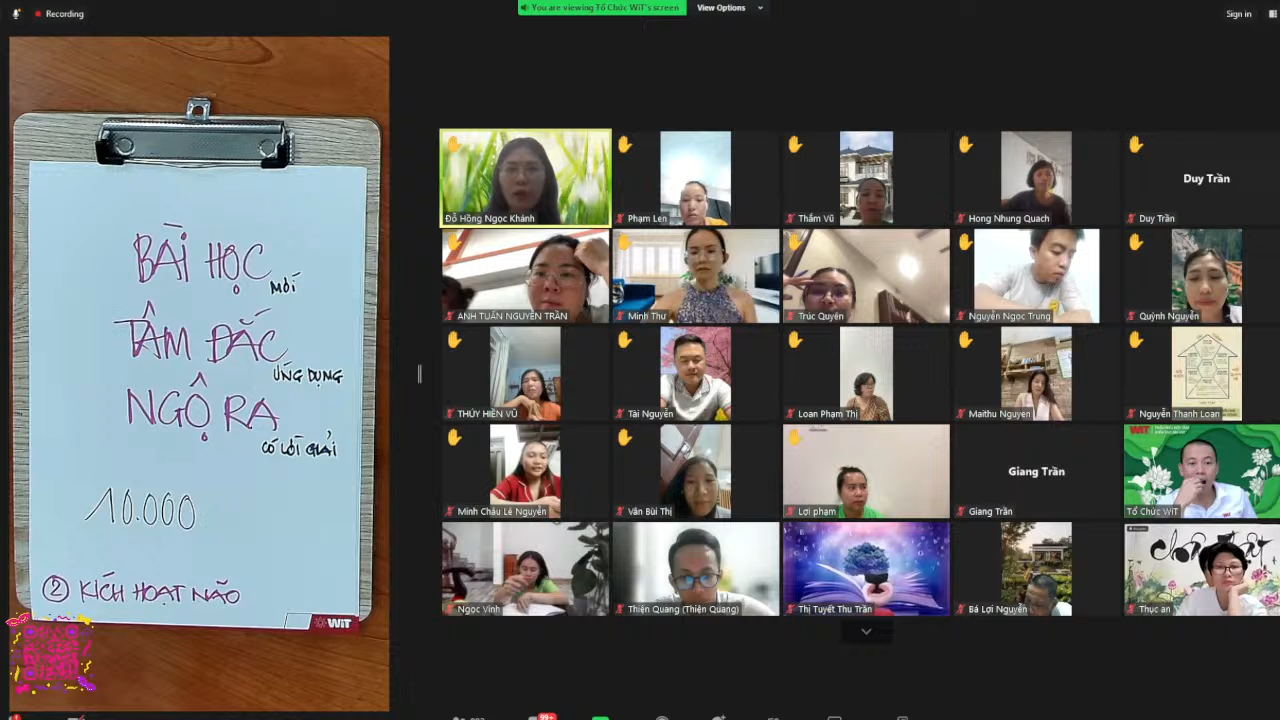 Recording
You are viewing Tổ Chức WiT's screen
View Options
Sign in
BÀI HỌC
MỚI
TÂM ĐẮC
ỨNG DỤNG
NGỘ RA
CÓ LỜI GIẢI
10.000
② KÍCH HOẠT NÃO
WiT
Đỗ Hồng Ngọc Khánh
Phạm Len
Thắm Vũ
Hong Nhung Quach
Duy Trần
Duy Trần
ANH TUẤN NGUYỄN TRẦN
Minh Thư
Trúc Quyên
Nguyễn Ngọc Trung
Quỳnh Nguyễn
THÚY HIỀN VŨ
Tài Nguyễn
Loan Phạm Thị
Maithu Nguyen
Nguyễn Thanh Loan
Minh Châu Lê Nguyễn
Vân Bùi Thị
Lợi phạm
Giang Trần
Giang Trần
WiT
Tổ Chức WiT
Ngọc Vinh
Thiện Quang (Thiện Quang)
Thị Tuyết Thu Trần
Bá Lợi Nguyễn
Thục an
99+